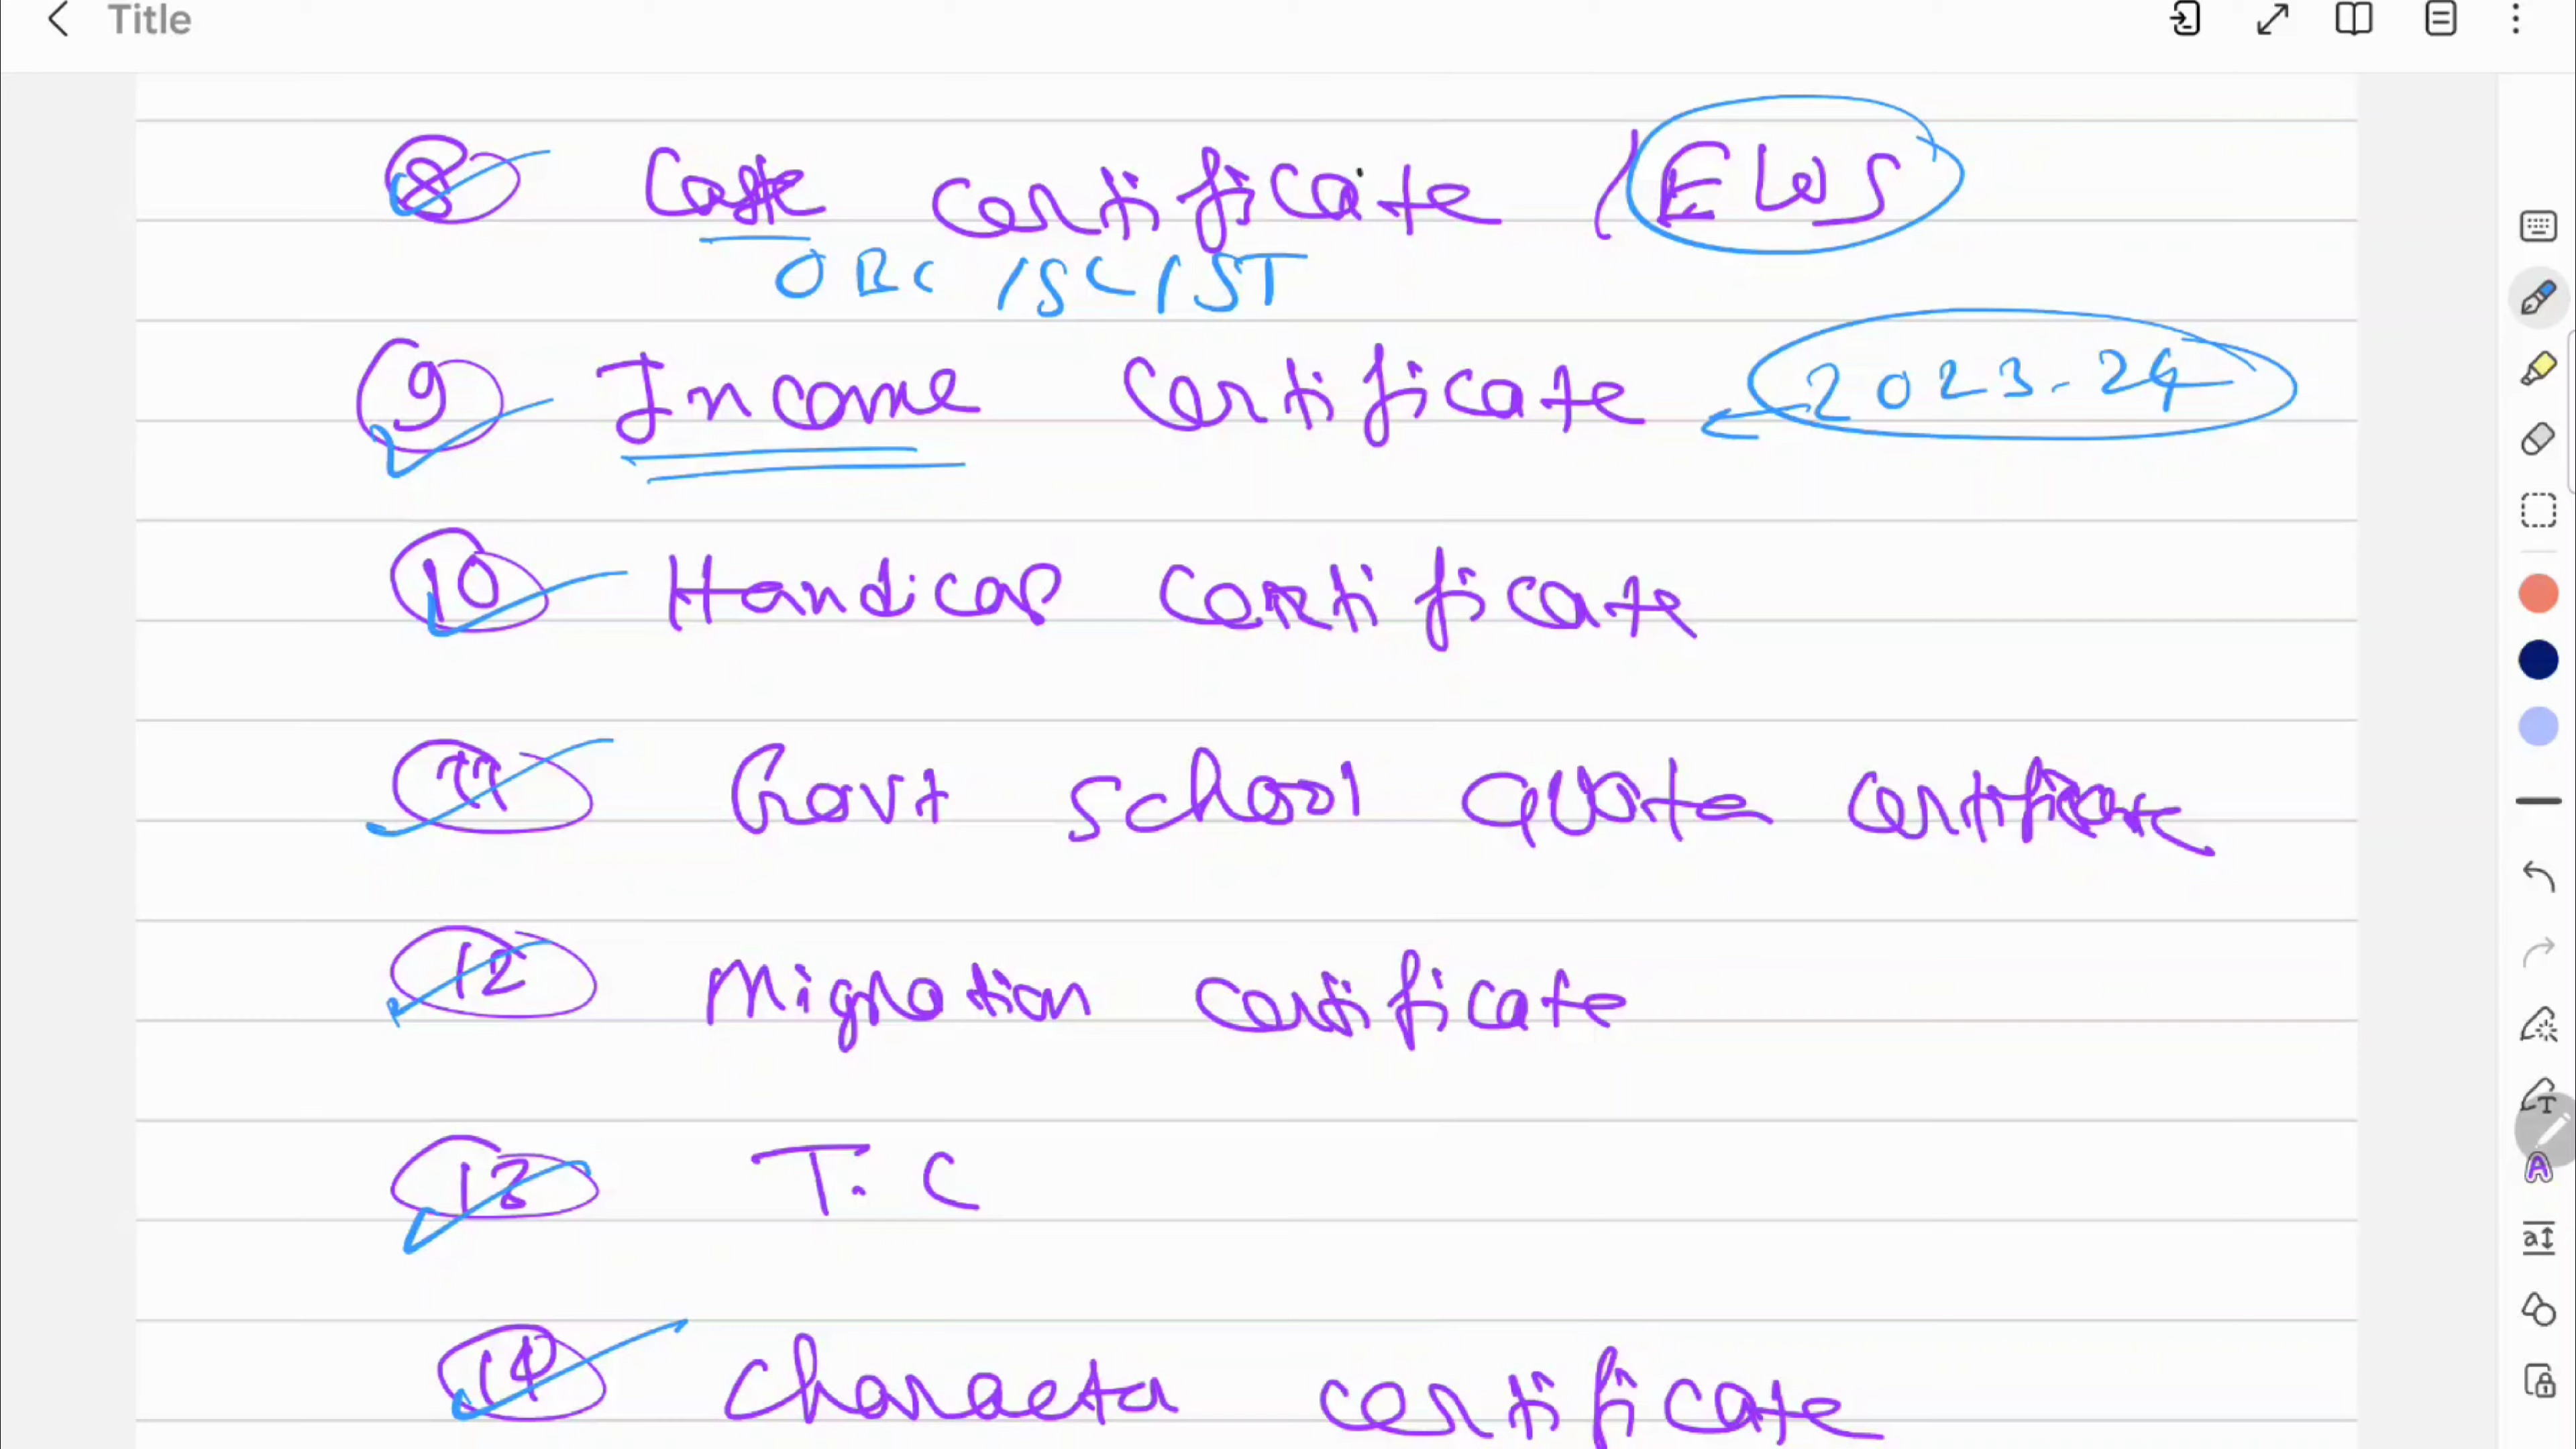 Title
8 Caste certificate / EWS
OBC / SC / ST
9 Income certificate 2023-24
10 Handicap certificate
11 Govt school quota certificate
12 Migration certificate
13 T.C
14 Character certificate